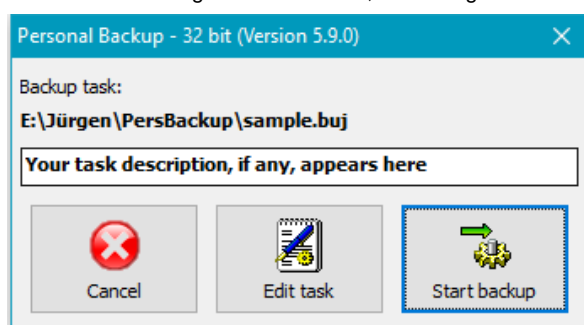 Personal Backup - 32 bit (Version 5.9.0)
Backup task:
E:\Jürgen\PersBackup\sample.buj
Your task description, if any, appears here
Cancel
Edit task
Start backup